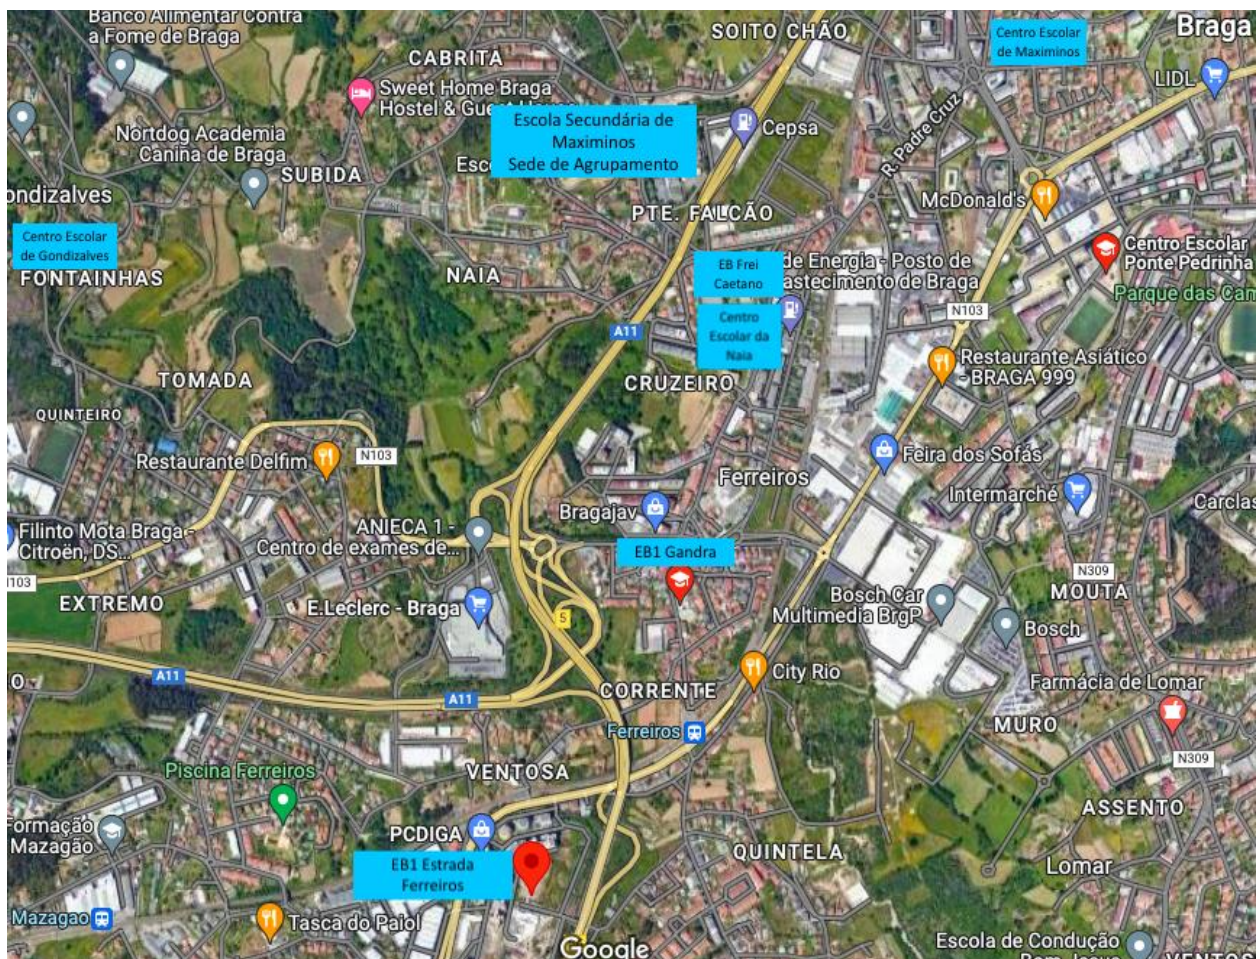 Banco Alimentar Contra
a Fome de Braga
CABRITA
SOITO CHÃO
Centro Escolar
de Maximinos
Braga
LIDL
Sweet Home Braga
Hostel &
Nortdog Academia
Canina de Braga
SUBIDA
Escola Secundária de
Maximinos
Sede de Agrupamento
Cepsa
R. Padre Cruz
McDonald's
PTE. FALCÃO
Centro Escolar
de Gondizalves
FONTAINHAS
NAIA
EB Frei
Caetano
de Energia - Posto de
de Braga
Centro
Escolar da
Naia
Centro Escolar
Ponte Pedrinha
Parque das
N103
A11
Restaurante Asiático
- BRAGA 999
TOMADA
CRUZEIRO
QUINTEIRO
Restaurante Delfim
N103
Ferreiros
Feira dos Sofás
Intermarché
Bragajav
Filinto Mota Braga -
Citroën, DS...
ANIECA 1 -
Centro de exames de...
EB1 Gandra
N309
MOUTA
EXTREMO
E.Leclerc - Braga
5
Bosch Car
Multimedia BrgP
Bosch
A11
A11
CORRENTE
City Rio
Farmácia de Lomar
MURO
Ferreiros
N309
Piscina Ferreiros
VENTOSA
ASSENTO
Formação
Mazagão
PCDIGA
EB1 Estrada
Ferreiros
QUINTELA
Lomar
Mazagao
Tasca do Paiol
Google
Escola de Condução